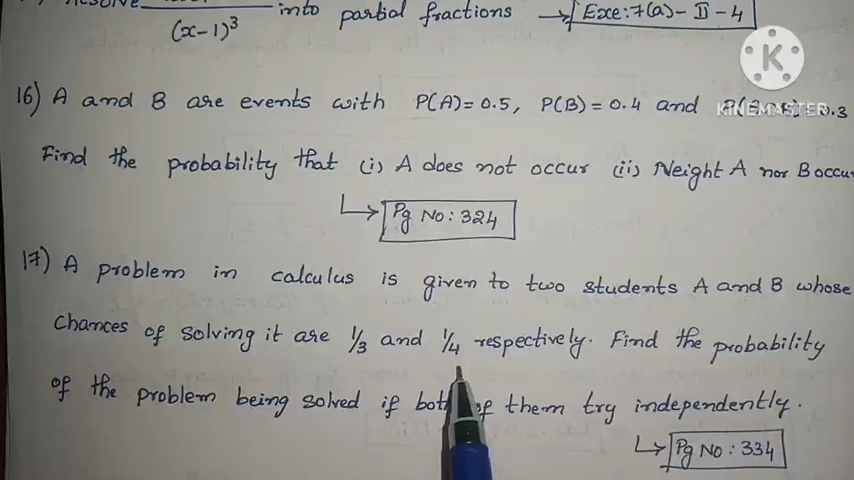 into partial fractions → Exe: 7(a) - II - 4
(x-1)³
K
KINEMASTER
16) A and B are events with P(A) = 0.5, P(B) = 0.4 and 0.3
Find the probability that (i) A does not occur (ii) Neight A nor B occur
↳ Pg No: 324
17) A problem in calculus is given to two students A and B whose
chances of solving it are 1/3 and 1/4 respectively. Find the probability
of the problem being solved if both of them try independently.
↳ Pg No: 334